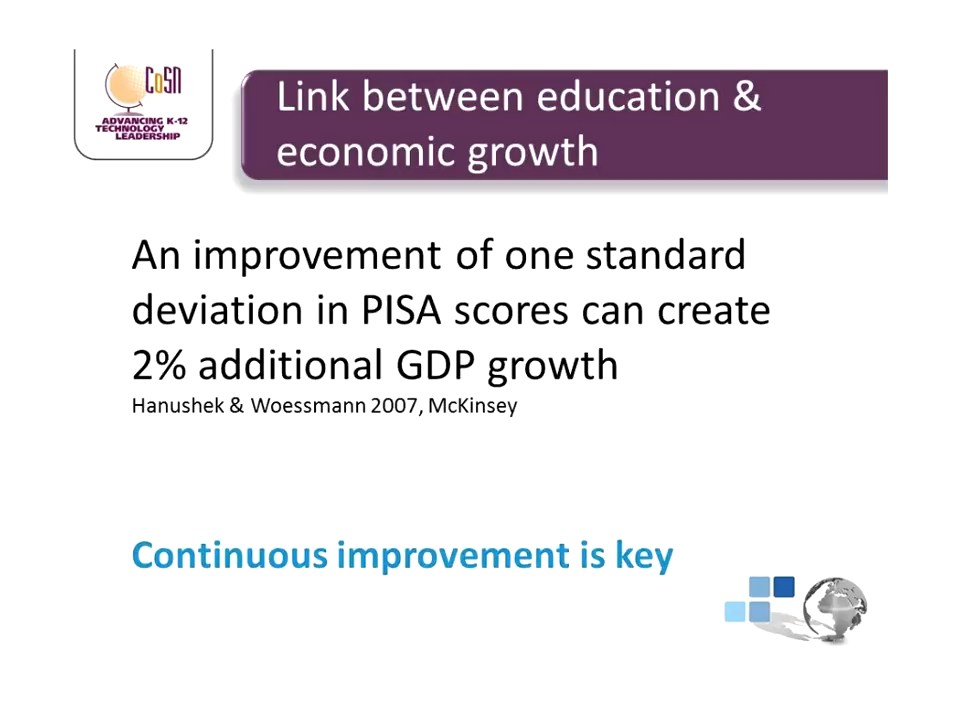 CoSN
ADVANCING K-12
TECHNOLOGY
LEADERSHIP
Link between education &
economic growth
An improvement of one standard
deviation in PISA scores can create
2% additional GDP growth
Hanushek & Woessmann 2007, McKinsey
Continuous improvement is key